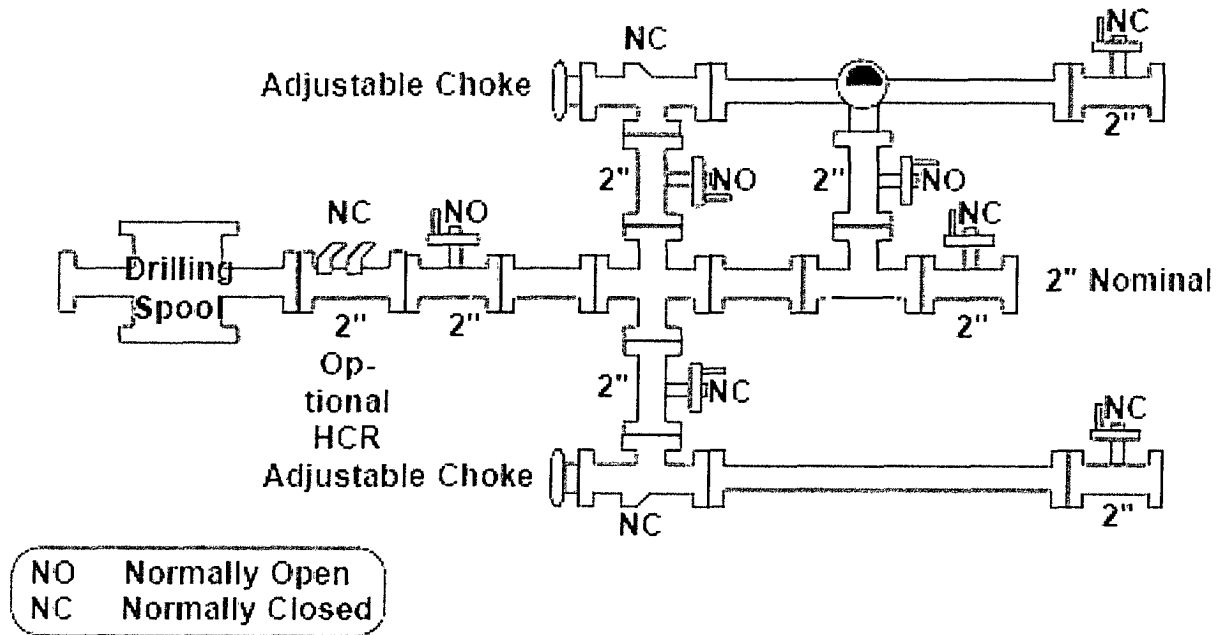 NC
NC
Adjustable Choke
2"
2"
NO
2"
NO
NC
NO
NC
Drilling
Spool
2" Nominal
2"
2"
2"
Op-
tional
HCR
2"
NC
NC
Adjustable Choke
NC
2"
NO Normally Open
NC Normally Closed